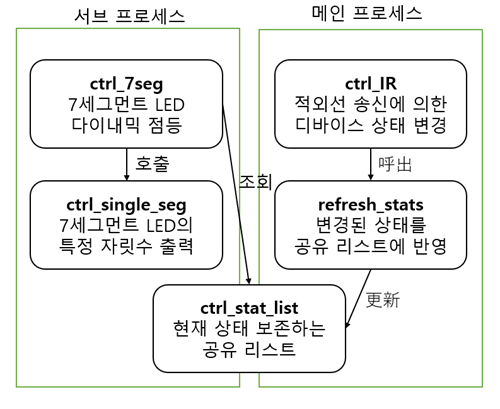 서브 프로세스
메인 프로세스
ctrl_7seg
7세그먼트 LED
다이내믹 점등
호출
ctrl_single_seg
7세그먼트 LED의
특정 자릿수 출력
조회
ctrl_IR
적외선 송신에 의한
디바이스 상태 변경
呼出
refresh_stats
변경된 상태를
공유 리스트에 반영
更新
ctrl_stat_list
현재 상태 보존하는
공유 리스트